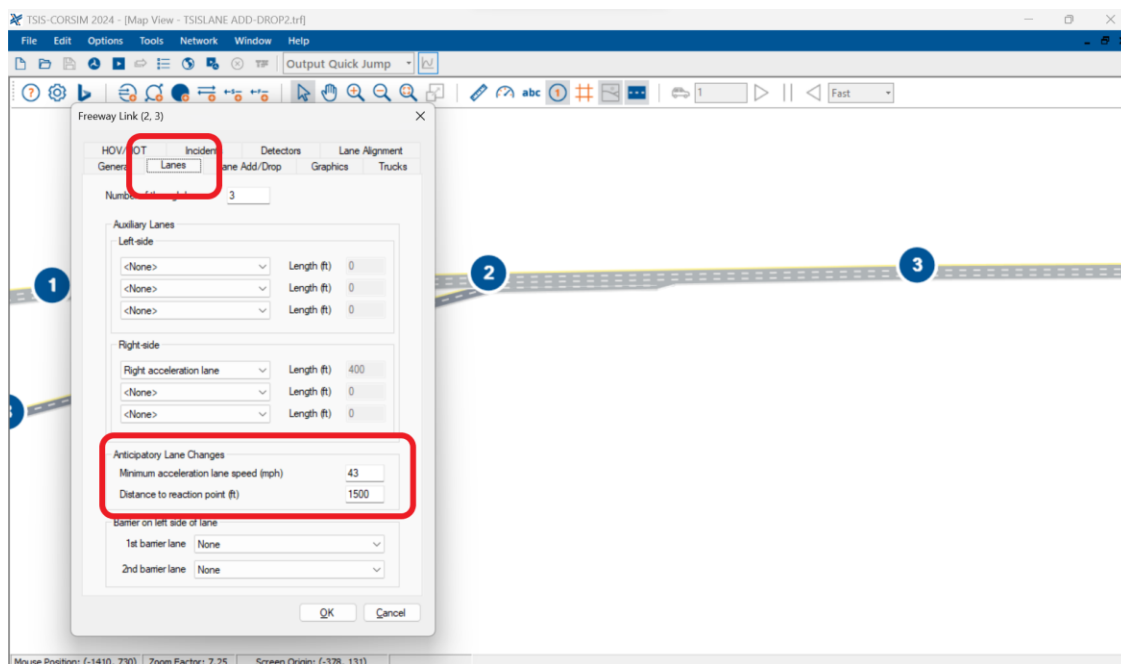 TSIS-CORSIM 2024 - [Map View - TSISLANE ADD-DROP2.trf]
File Edit Options Tools Network Window Help
TRF Output Quick Jump
abc 1 1 Fast
Freeway Link (2, 3)
HOV/HOT Incident Detectors Lane Alignment
General Lanes Lane Add/Drop Graphics Trucks
3
Auxiliary Lanes
Left-side
<None> Length (ft) 0
<None> Length (ft) 0
<None> Length (ft) 0
Right-side
Right acceleration lane Length (ft) 400
<None> Length (ft) 0
<None> Length (ft) 0
Anticipatory Lane Changes
Minimum acceleration lane speed (mph) 43
Distance to reaction point (ft) 1500
Barrier on left side of lane
1st barrier lane None
2nd barrier lane None
OK Cancel
1
2
3
Mouse Position: (-1410, 730) Zoom Factor: 7.25 Screen Origin: (-378, 131)